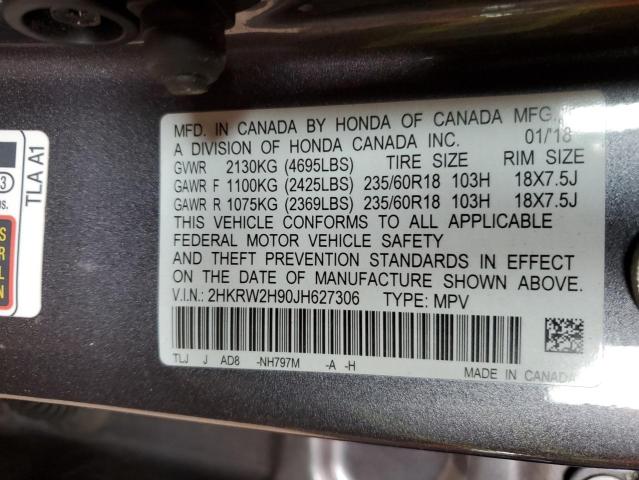 MFD. IN CANADA BY HONDA OF CANADA MFG.,
A DIVISION OF HONDA CANADA INC. 01/'18
GVWR 2130KG (4695LBS) TIRE SIZE RIM SIZE
GAWR F 1100KG (2425LBS) 235/60R18 103H 18X7.5J
GAWR R 1075KG (2369LBS) 235/60R18 103H 18X7.5J
THIS VEHICLE CONFORMS TO ALL APPLICABLE
FEDERAL MOTOR VEHICLE SAFETY
AND THEFT PREVENTION STANDARDS IN EFFECT
ON THE DATE OF MANUFACTURE SHOWN ABOVE.
V.I.N.: 2HKRW2H90JH627306 TYPE: MPV
TLJ J AD8 -NH797M -A -H
MADE IN CANADA
TLA A1
3
s.
S
R
L
N